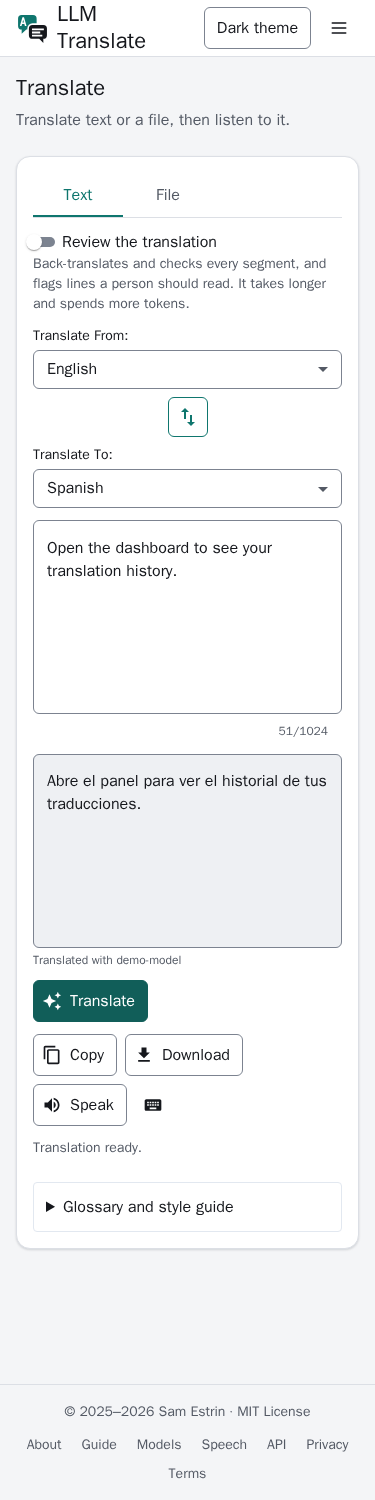 LLM
Translate
Dark theme
Translate
Translate text or a file, then listen to it.
Text
File
Review the translation
Back-translates and checks every segment, and
flags lines a person should read. It takes longer
and spends more tokens.
Translate From:
English
Translate To:
Spanish
Open the dashboard to see your
translation history.
51/1024
Abre el panel para ver el historial de tus
traducciones.
Translated with demo-model
Translate
Copy
Download
Speak
Translation ready.
Glossary and style guide
© 2025–2026 Sam Estrin · MIT License
About Guide Models Speech API Privacy
Terms